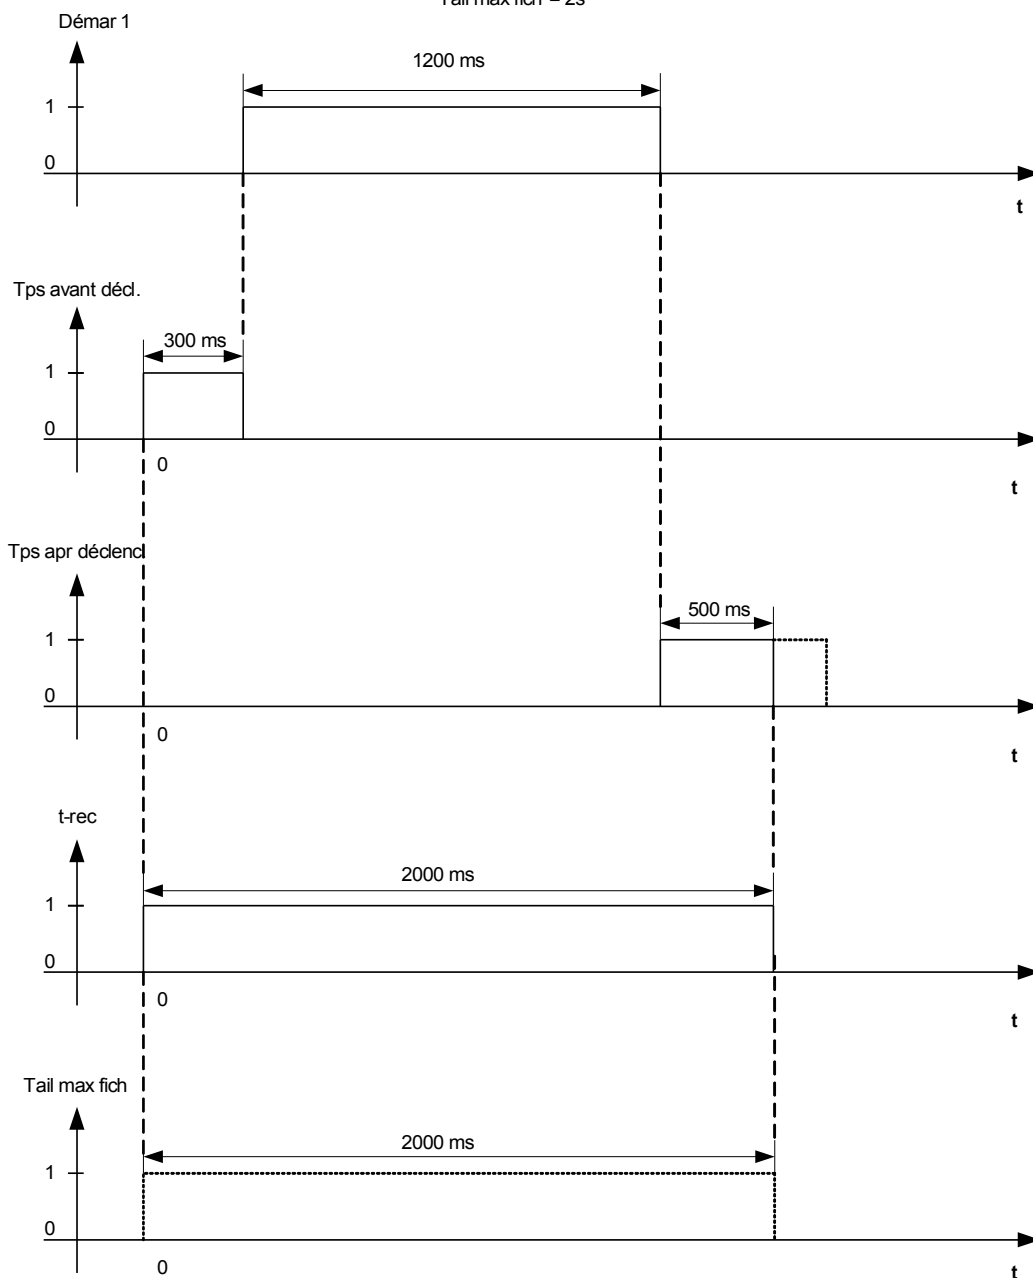 Tail max fich = 2s
Démar 1
1200 ms
1
0
t
Tps avant décl.
300 ms
1
0
0
t
Tps apr déclenc
500 ms
1
0
0
t
t-rec
2000 ms
1
0
0
t
Tail max fich
2000 ms
1
0
0
t